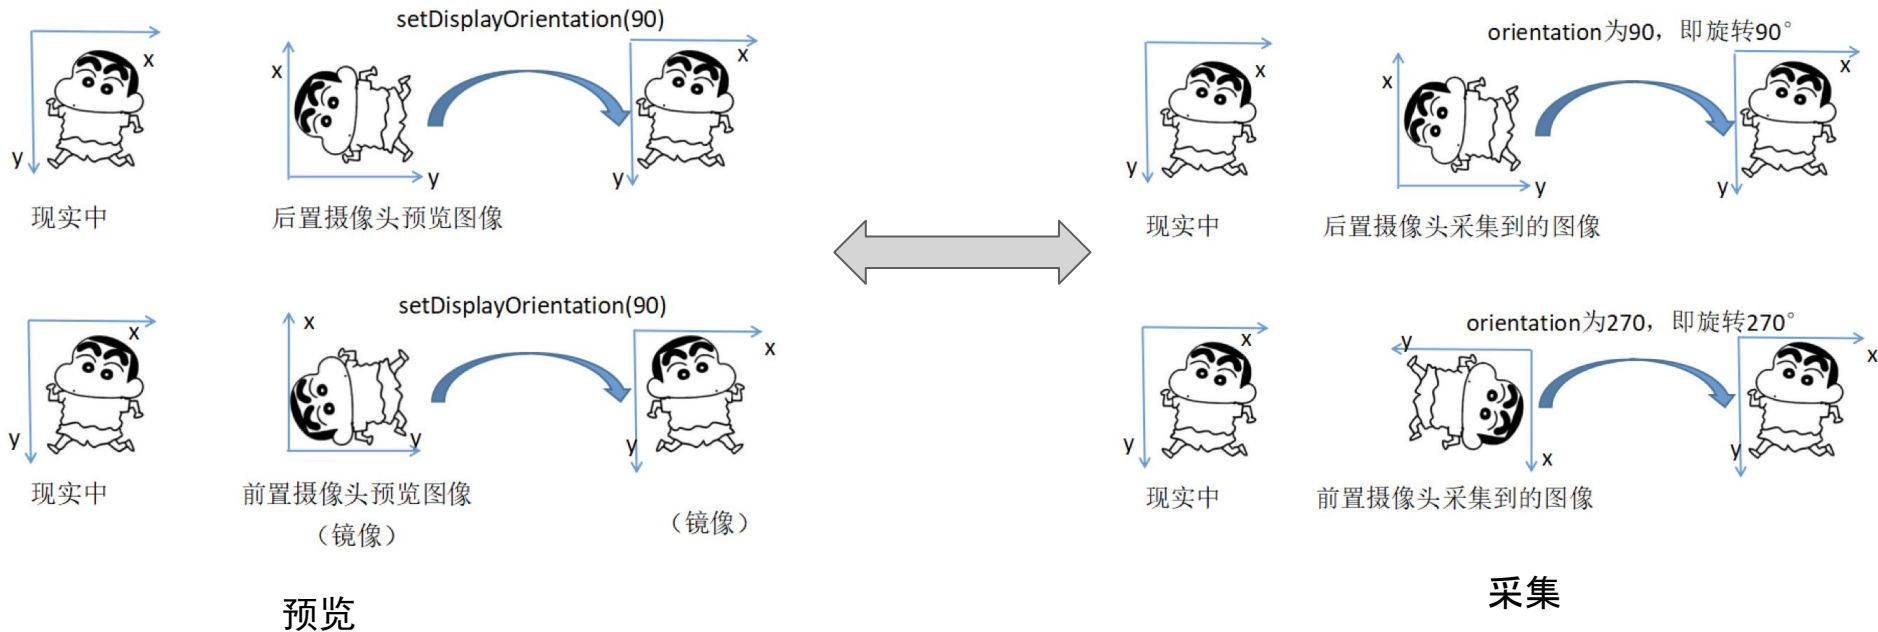 setDisplayOrientation(90)
x
y
现实中
x
y
后置摄像头预览图像
x
y
setDisplayOrientation(90)
x
y
现实中
x
y
前置摄像头预览图像
（镜像）
x
y
（镜像）
预览
orientation为90，即旋转90°
x
y
现实中
x
y
后置摄像头采集到的图像
x
y
orientation为270，即旋转270°
x
y
现实中
y
x
前置摄像头采集到的图像
x
y
采集